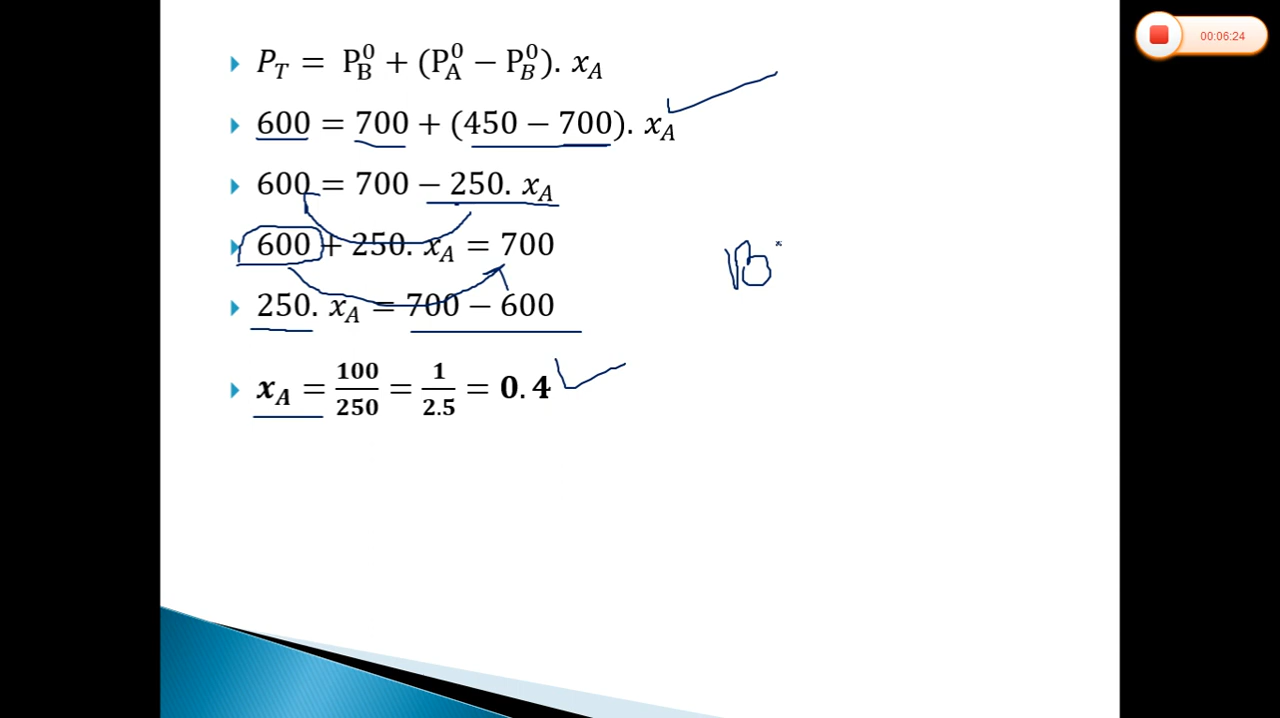 00:06:24
P_T = P_B^0 + (P_A^0 − P_B^0). x_A
600 = 700 + (450 − 700). x_A
600 = 700 − 250. x_A
600 + 250. x_A = 700
250. x_A = 700 − 600
x_A = 100/250 = 1/2.5 = 0.4